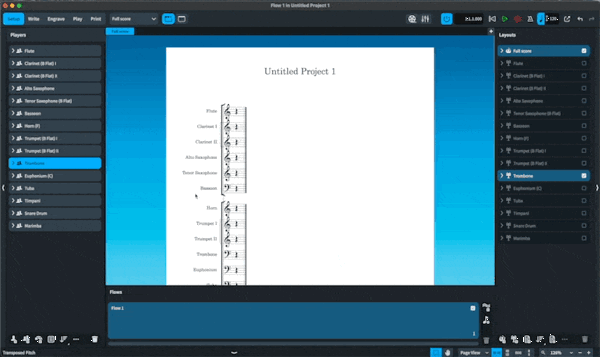 Flow 1 in Untitled Project 1
Setup Write Engrave Play Print
Full score
Players
Flute
Clarinet (B Flat) I
Clarinet (B Flat) II
Alto Saxophone
Tenor Saxophone (B Flat)
Bassoon
Horn (F)
Trumpet (B Flat) I
Trumpet (B Flat) II
Trombone
Euphonium (C)
Tuba
Timpani
Snare Drum
Marimba
Full score
Untitled Project 1
Flute
Clarinet I
Clarinet II
Alto Saxophone
Tenor Saxophone
Bassoon
Horn
Trumpet I
Trumpet II
Trombone
Euphonium
Flows
Flow 1
1
Layouts
Full score
Flute
Clarinet (B Flat) I
Clarinet (B Flat) II
Alto Saxophone
Tenor Saxophone (B Flat)
Bassoon
Horn (F)
Trumpet (B Flat) I
Trumpet (B Flat) II
Trombone
Euphonium (C)
Tuba
Timpani
Snare Drum
Marimba
Transposed Pitch
Page View